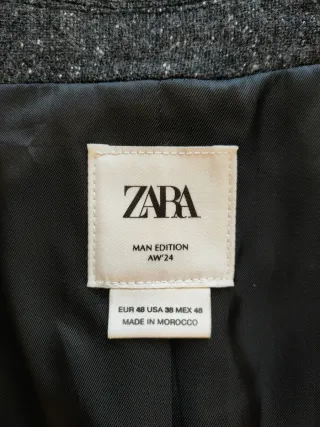 ZARA
MAN EDITION
AW'24
EUR 48 USA 38 MEX 48
MADE IN MOROCCO